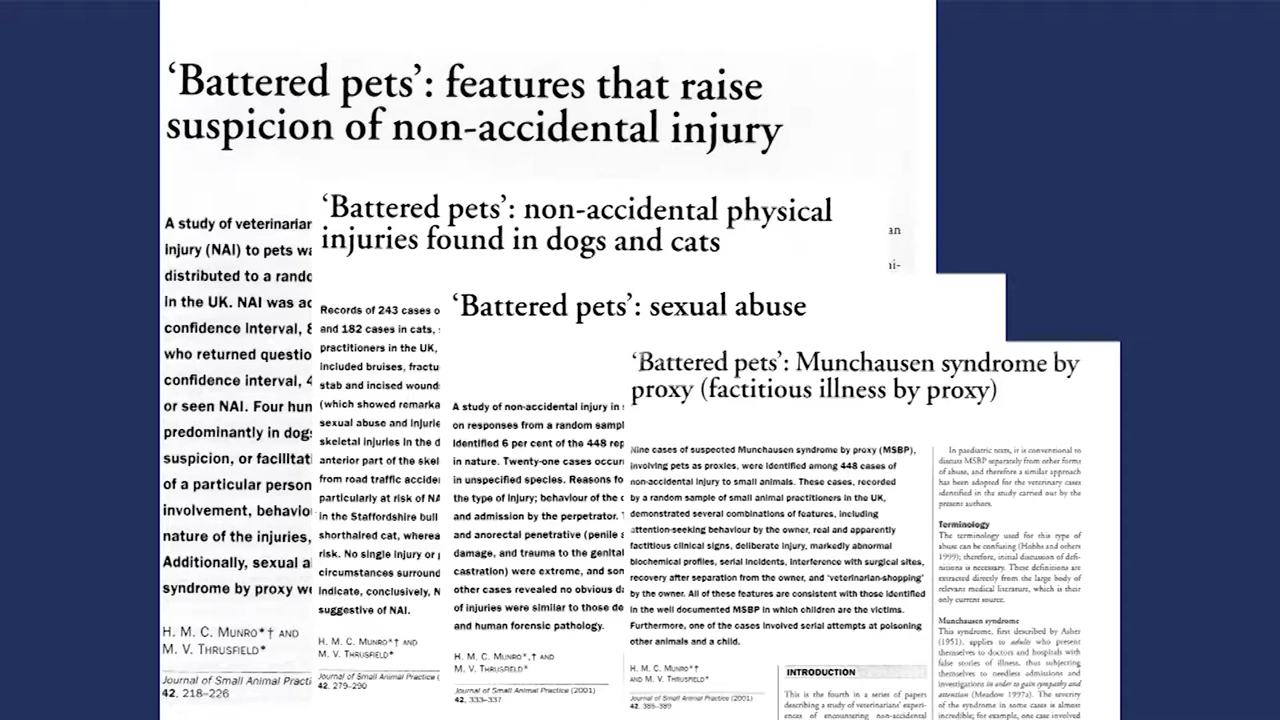 ‘Battered pets’: features that raise
suspicion of non-accidental injury
A study of veterinar
injury (NAI) to pets
distributed to a rando
in the UK. NAI was
confidence interval,
who returned questio
confidence interval, 4
or seen NAI. Four hun
predominantly in dog
suspicion, or facilitat
of a particular person
involvement, behavio
nature of the injuries,
Additionally, sexual a
syndrome by proxy
H. M. C. MUNRO*† AND
M. V. THRUSFIELD*
Journal of Small Animal Practi
42, 218–226
an
ni-
‘Battered pets’: non-accidental physical
injuries found in dogs and cats
Records of 243 cases o
and 182 cases in cats,
practitioners in the UK,
included bruises, fractu
stab and incised wound
(which showed remarka
sexual abuse and injurie
skeletal injuries in the d
anterior part of the skel
from road traffic accide
particularly at risk of NA
in the Staffordshire bull
shorthaired cat, wherea
risk. No single injury or
circumstances surround
indicate, conclusively, N
suggestive of NAI.
H. M. C. MUNRO*† AND
M. V. THRUSFIELD*
Journal of Small Animal Practice (
42, 279–290
‘Battered pets’: sexual abuse
A study of non-accidental injury in
on responses from a random sampl
identified 6 per cent of the 448 rep
in nature. Twenty-one cases occurr
in unspecified species. Reasons fo
the type of injury; behaviour of the
and admission by the perpetrator.
and anorectal penetrative (penile
damage, and trauma to the genital
castration) were extreme, and som
other cases revealed no obvious da
of injuries were similar to those de
and human forensic pathology.
H. M. C. MUNRO*,† AND
M. V. THRUSFIELD*
Journal of Small Animal Practice (2001)
42, 333–337
‘Battered pets’: Munchausen syndrome by
proxy (factitious illness by proxy)
Nine cases of suspected Munchausen syndrome by proxy (MSBP),
involving pets as proxies, were identified among 448 cases of
non-accidental injury to small animals. These cases, recorded
by a random sample of small animal practitioners in the UK,
demonstrated several combinations of features, including
attention-seeking behaviour by the owner, real and apparently
factitious clinical signs, deliberate injury, markedly abnormal
biochemical profiles, serial incidents, interference with surgical sites,
recovery after separation from the owner, and ‘veterinarian-shopping’
by the owner. All of these features are consistent with those identified
in the well documented MSBP in which children are the victims.
Furthermore, one of the cases involved serial attempts at poisoning
other animals and a child.
H. M. C. MUNRO*†
AND M. V. THRUSFIELD*
Journal of Small Animal Practice (2001)
42, 385–389
INTRODUCTION
This is the fourth in a series of papers
describing a study of veterinarians’ experi-
ences of encountering non-accidental
In paediatric texts, it is conventional to
discuss MSBP separately from other forms
of abuse, and therefore a similar approach
has been adopted for the veterinary cases
identified in the study carried out by the
present authors.
Terminology
The terminology used for this type of
abuse can be confusing (Hobbs and others
1999); therefore, initial discussion of defi-
nitions is necessary. These definitions are
extracted directly from the large body of
relevant medical literature, which is their
only current source.
Munchausen syndrome
This syndrome, first described by Asher
(1951), applies to adults who present
themselves to doctors and hospitals with
false stories of illness, thus subjecting
themselves to needless admissions and
investigations in order to gain sympathy and
attention (Meadow 1997a). The severity
of the syndrome in some cases is almost
incredible; for example, one case involved